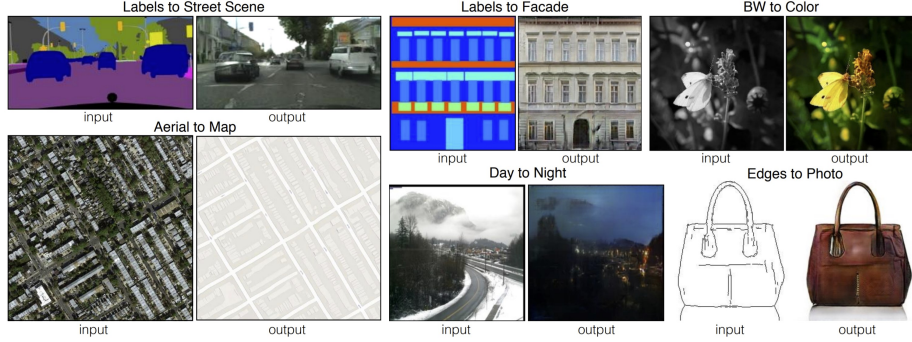 Labels to Street Scene
input
output
Aerial to Map
input
output
Labels to Facade
input
output
BW to Color
input
output
Day to Night
input
output
Edges to Photo
input
output